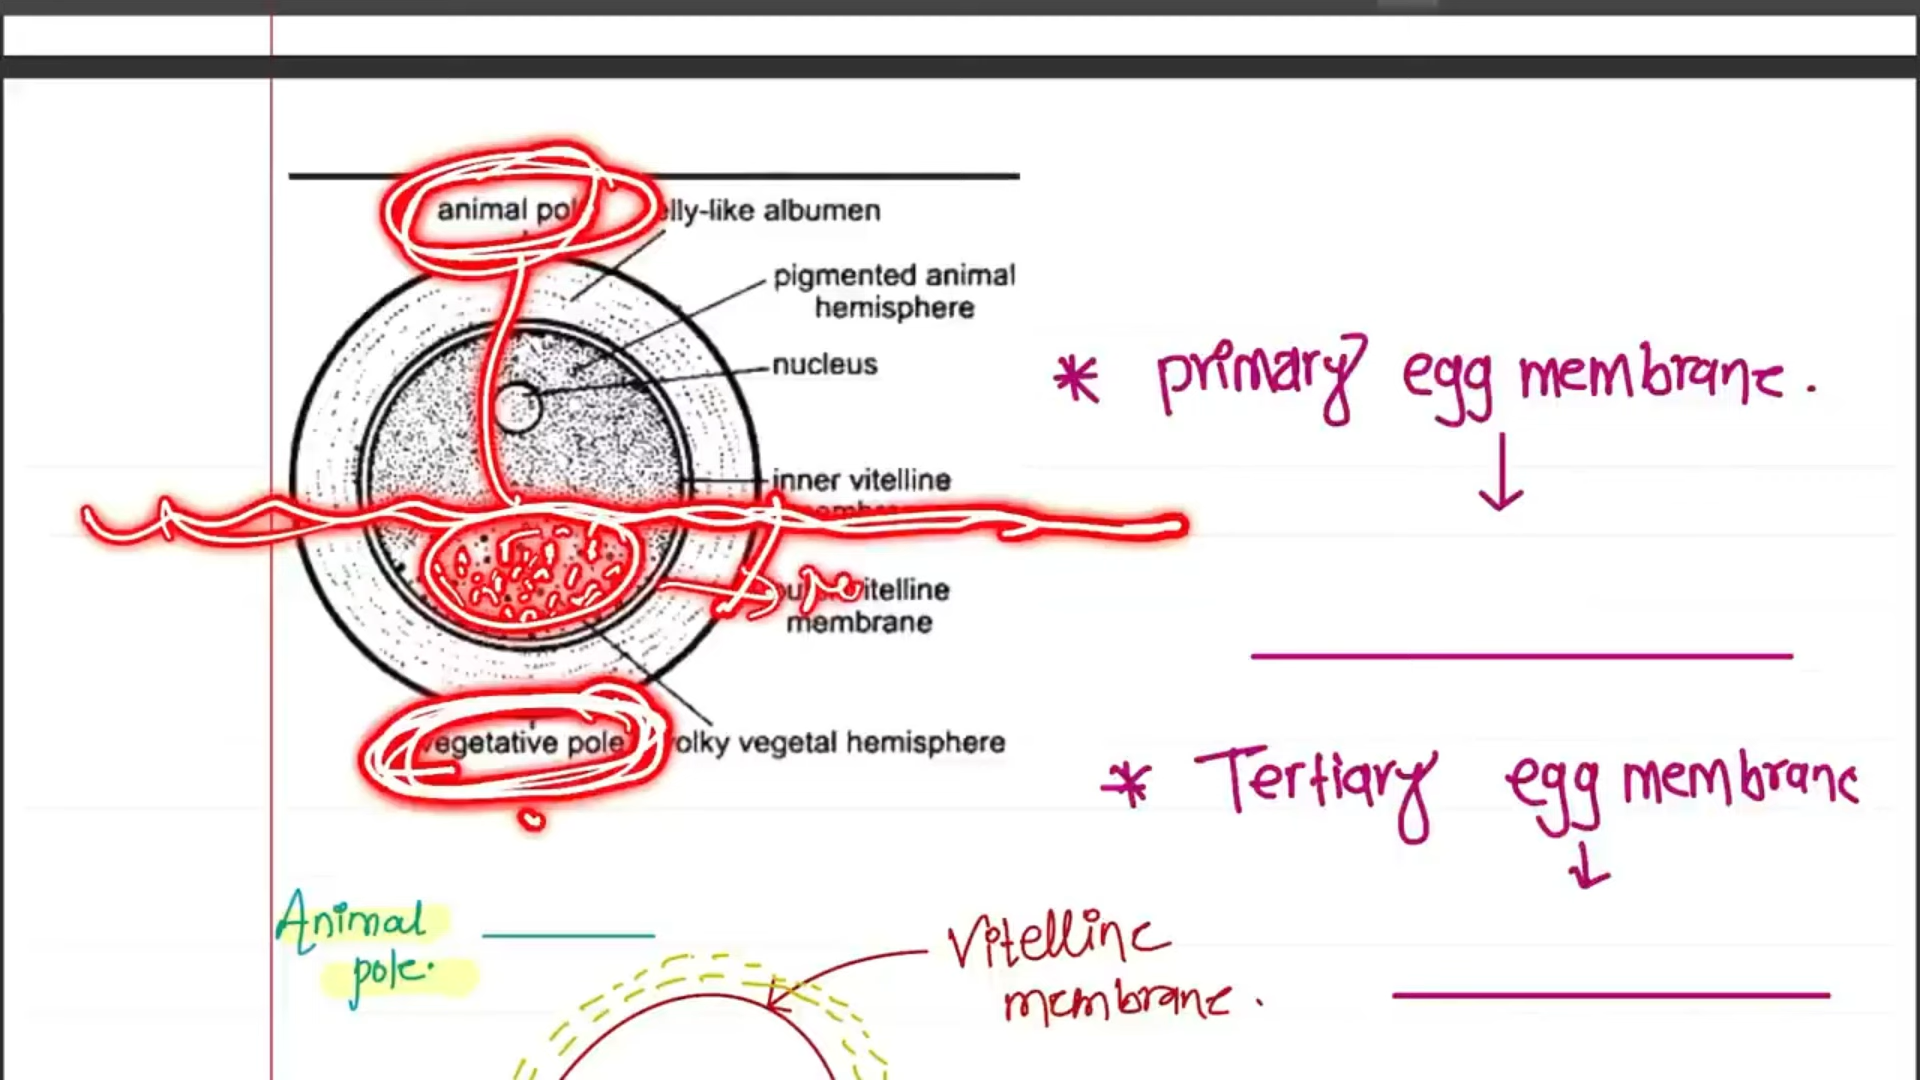 animal pol
elly-like albumen
pigmented animal
hemisphere
nucleus
inner vitelline
* primary egg membrane.
itelline
membrane
egetative pole
olky vegetal hemisphere
* Tertiary egg membrane
Animal
pole.
Vitelline
membrane.